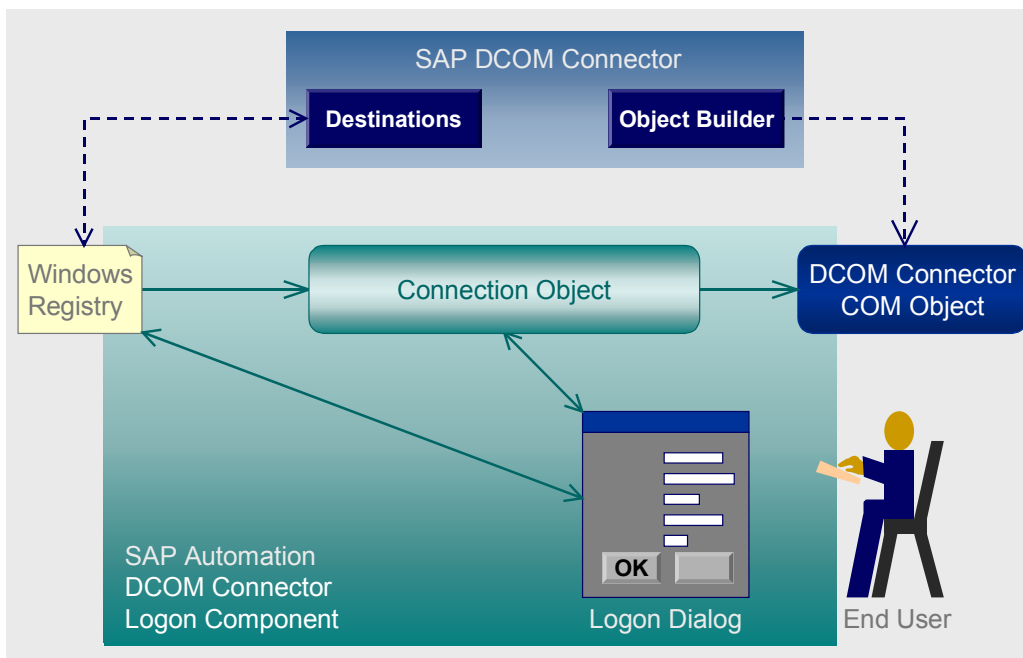 SAP DCOM Connector
Destinations
Object Builder
Windows
Registry
Connection Object
DCOM Connector
COM Object
SAP Automation
DCOM Connector
Logon Component
OK
Logon Dialog
End User